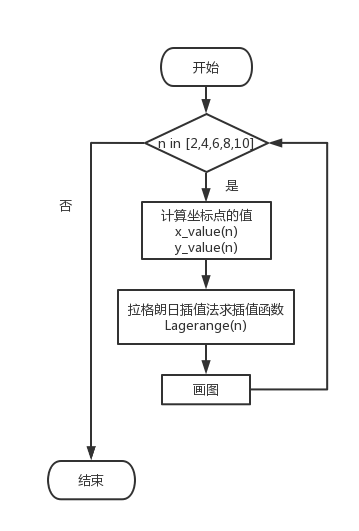 开始
n in [2,4,6,8,10]
是
否
计算坐标点的值
x_value(n)
y_value(n)
拉格朗日插值法求插值函数
Lagerange(n)
画图
结束